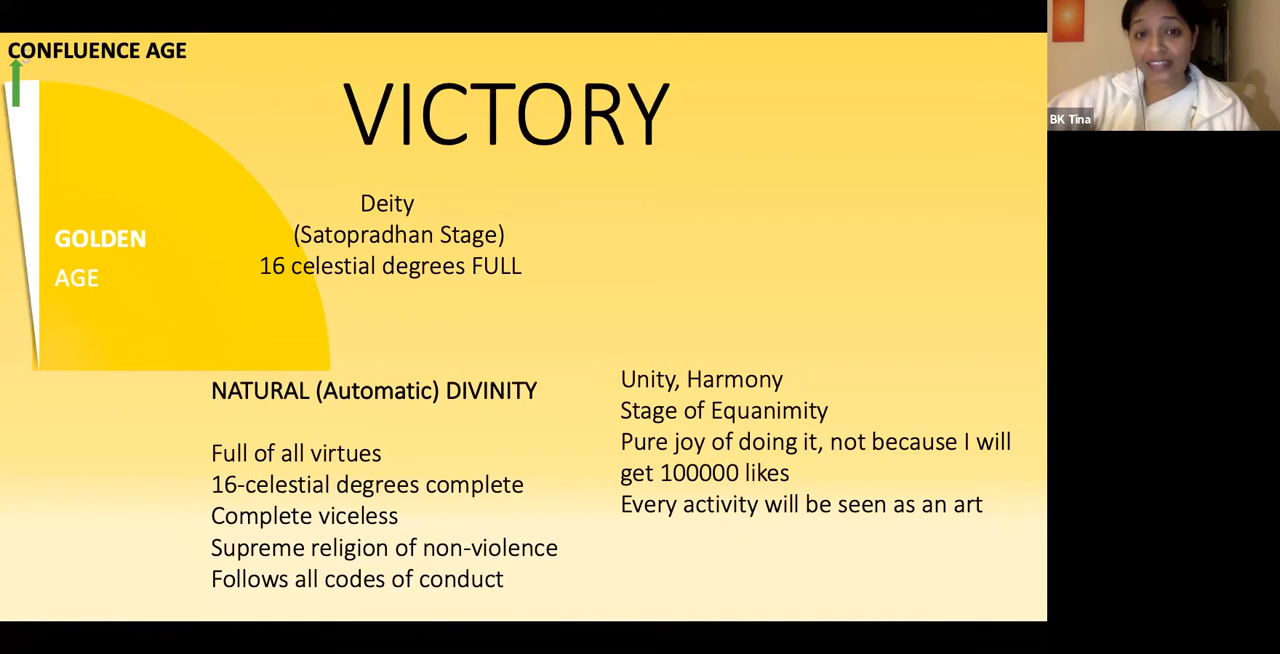 CONFLUENCE AGE
VICTORY
Deity
(Satopradhan Stage)
16 celestial degrees FULL
GOLDEN
AGE
NATURAL (Automatic) DIVINITY
Full of all virtues
16-celestial degrees complete
Complete viceless
Supreme religion of non-violence
Follows all codes of conduct
Unity, Harmony
Stage of Equanimity
Pure joy of doing it, not because I will
get 100000 likes
Every activity will be seen as an art
BK Tina